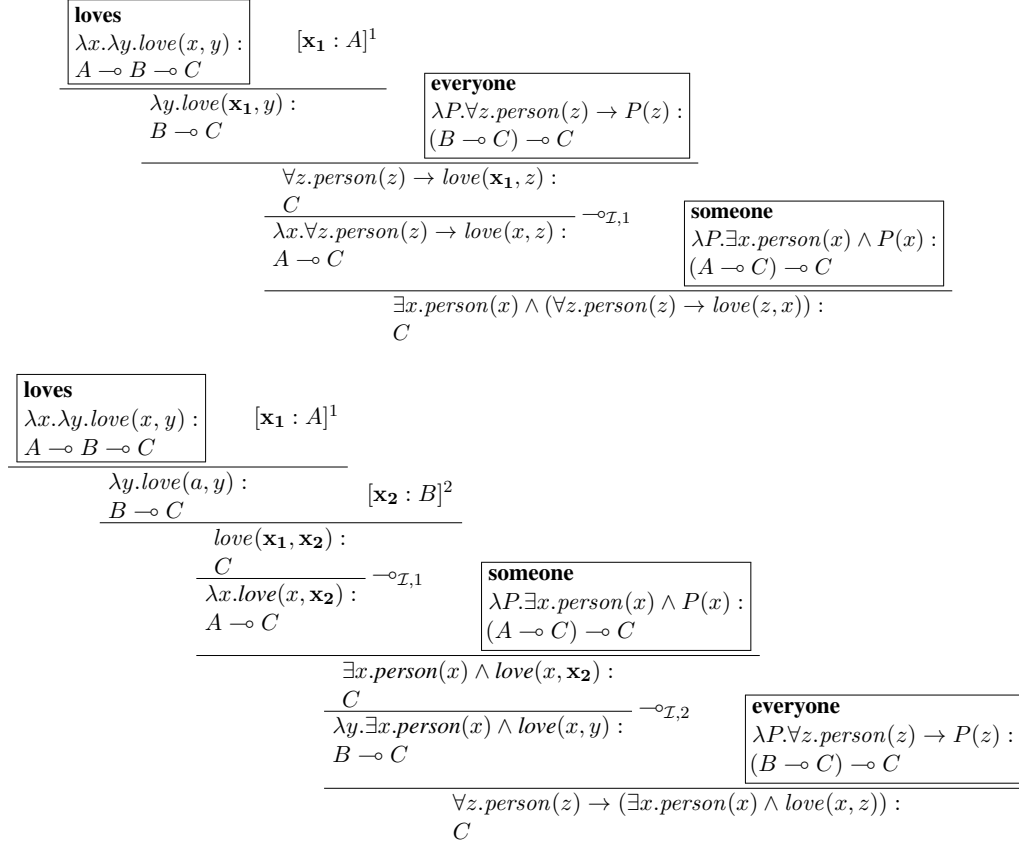 loves
λx.λy.love(x, y) : [x₁ : A]¹
A ⊸ B ⊸ C
everyone
λy.love(x₁, y) : λP.∀z.person(z) → P(z) :
B ⊸ C (B ⊸ C) ⊸ C
∀z.person(z) → love(x₁, z) :
C
⊸ᵢ,₁
someone
λx.∀z.person(z) → love(x, z) : λP.∃x.person(x) ∧ P(x) :
A ⊸ C (A ⊸ C) ⊸ C
∃x.person(x) ∧ (∀z.person(z) → love(z, x)) :
C
loves
λx.λy.love(x, y) : [x₁ : A]¹
A ⊸ B ⊸ C
λy.love(a, y) : [x₂ : B]²
B ⊸ C
love(x₁, x₂) :
C
⊸ᵢ,₁
someone
λx.love(x, x₂) : λP.∃x.person(x) ∧ P(x) :
A ⊸ C (A ⊸ C) ⊸ C
∃x.person(x) ∧ love(x, x₂) :
C
⊸ᵢ,₂
everyone
λy.∃x.person(x) ∧ love(x, y) : λP.∀z.person(z) → P(z) :
B ⊸ C (B ⊸ C) ⊸ C
∀z.person(z) → (∃x.person(x) ∧ love(x, z)) :
C